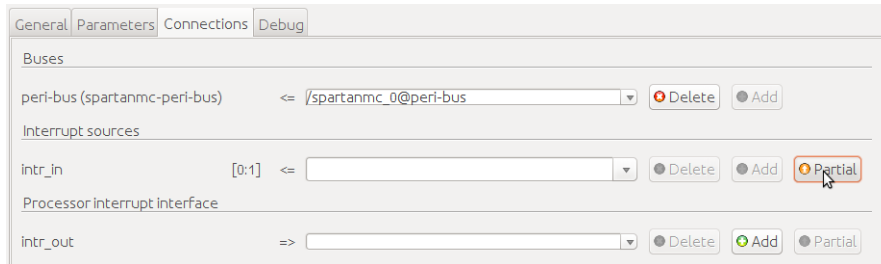 General Parameters Connections Debug
Buses
peri-bus (spartanmc-peri-bus) <= /spartanmc_0@peri-bus Delete Add
Interrupt sources
intr_in [0:1] <= Delete Add Partial
Processor interrupt interface
intr_out => Delete Add Partial